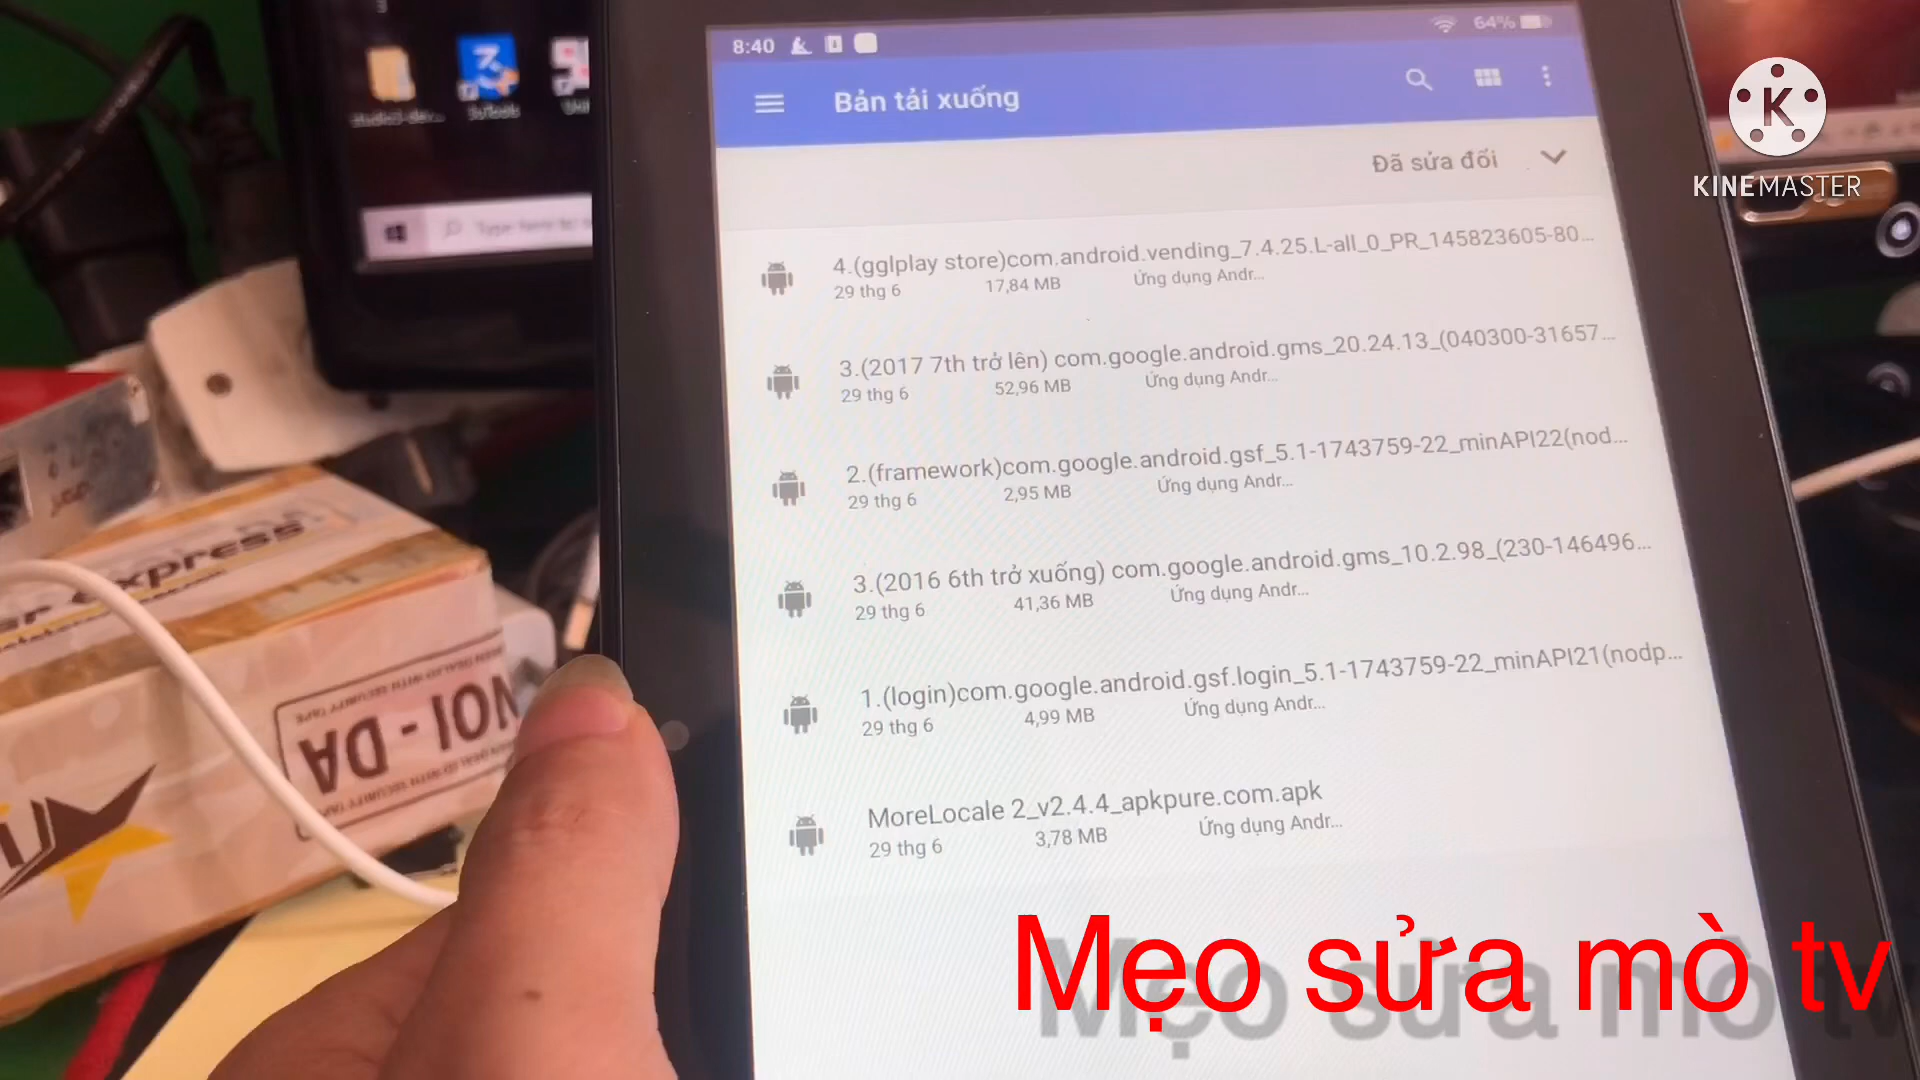 8:40
64%
Bản tải xuống
Đã sửa đổi
4.(gglplay store)com.android.vending_7.4.25.L-all_0_PR_145823605-80...
29 thg 6 17,84 MB Ứng dụng Andr...
3.(2017 7th trở lên) com.google.android.gms_20.24.13_(040300-31657...
29 thg 6 52,96 MB Ứng dụng Andr...
2.(framework)com.google.android.gsf_5.1-1743759-22_minAPI22(nod...
29 thg 6 2,95 MB Ứng dụng Andr...
3.(2016 6th trở xuống) com.google.android.gms_10.2.98_(230-146496...
29 thg 6 41,36 MB Ứng dụng Andr...
1.(login)com.google.android.gsf.login_5.1-1743759-22_minAPI21(nodp...
29 thg 6 4,99 MB Ứng dụng Andr...
MoreLocale 2_v2.4.4_apkpure.com.apk
29 thg 6 3,78 MB Ứng dụng Andr...
K
KINEMASTER
Type here to
express
VOI - DA
Mẹo sửa mò tv